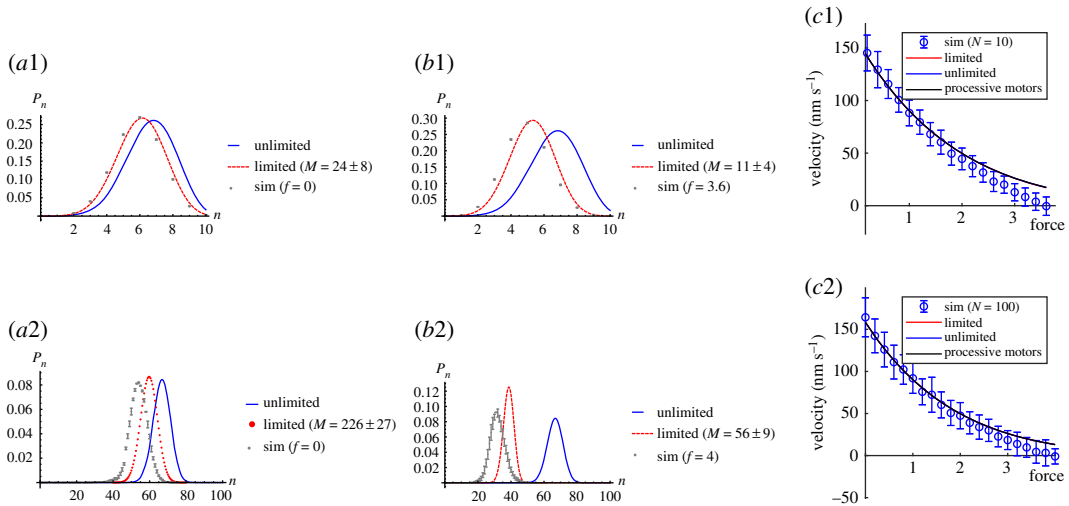 (a1)
P_n
0.25
0.20
0.15
0.10
0.05
2 4 6 8 10
n
unlimited
limited (M = 24 ± 8)
sim (f = 0)
(b1)
P_n
0.30
0.25
0.20
0.15
0.10
0.05
2 4 6 8 10
n
unlimited
limited (M = 11 ± 4)
sim (f = 3.6)
(c1)
velocity (nm s⁻¹)
150
100
50
0
1 2 3
force
sim (N = 10)
limited
unlimited
processive motors
(a2)
P_n
0.08
0.06
0.04
0.02
20 40 60 80 100
n
unlimited
limited (M = 226 ± 27)
sim (f = 0)
(b2)
P_n
0.12
0.10
0.08
0.06
0.04
0.02
20 40 60 80 100
n
unlimited
limited (M = 56 ± 9)
sim (f = 4)
(c2)
velocity (nm s⁻¹)
150
100
50
0
−50
1 2 3
force
sim (N = 100)
limited
unlimited
processive motors